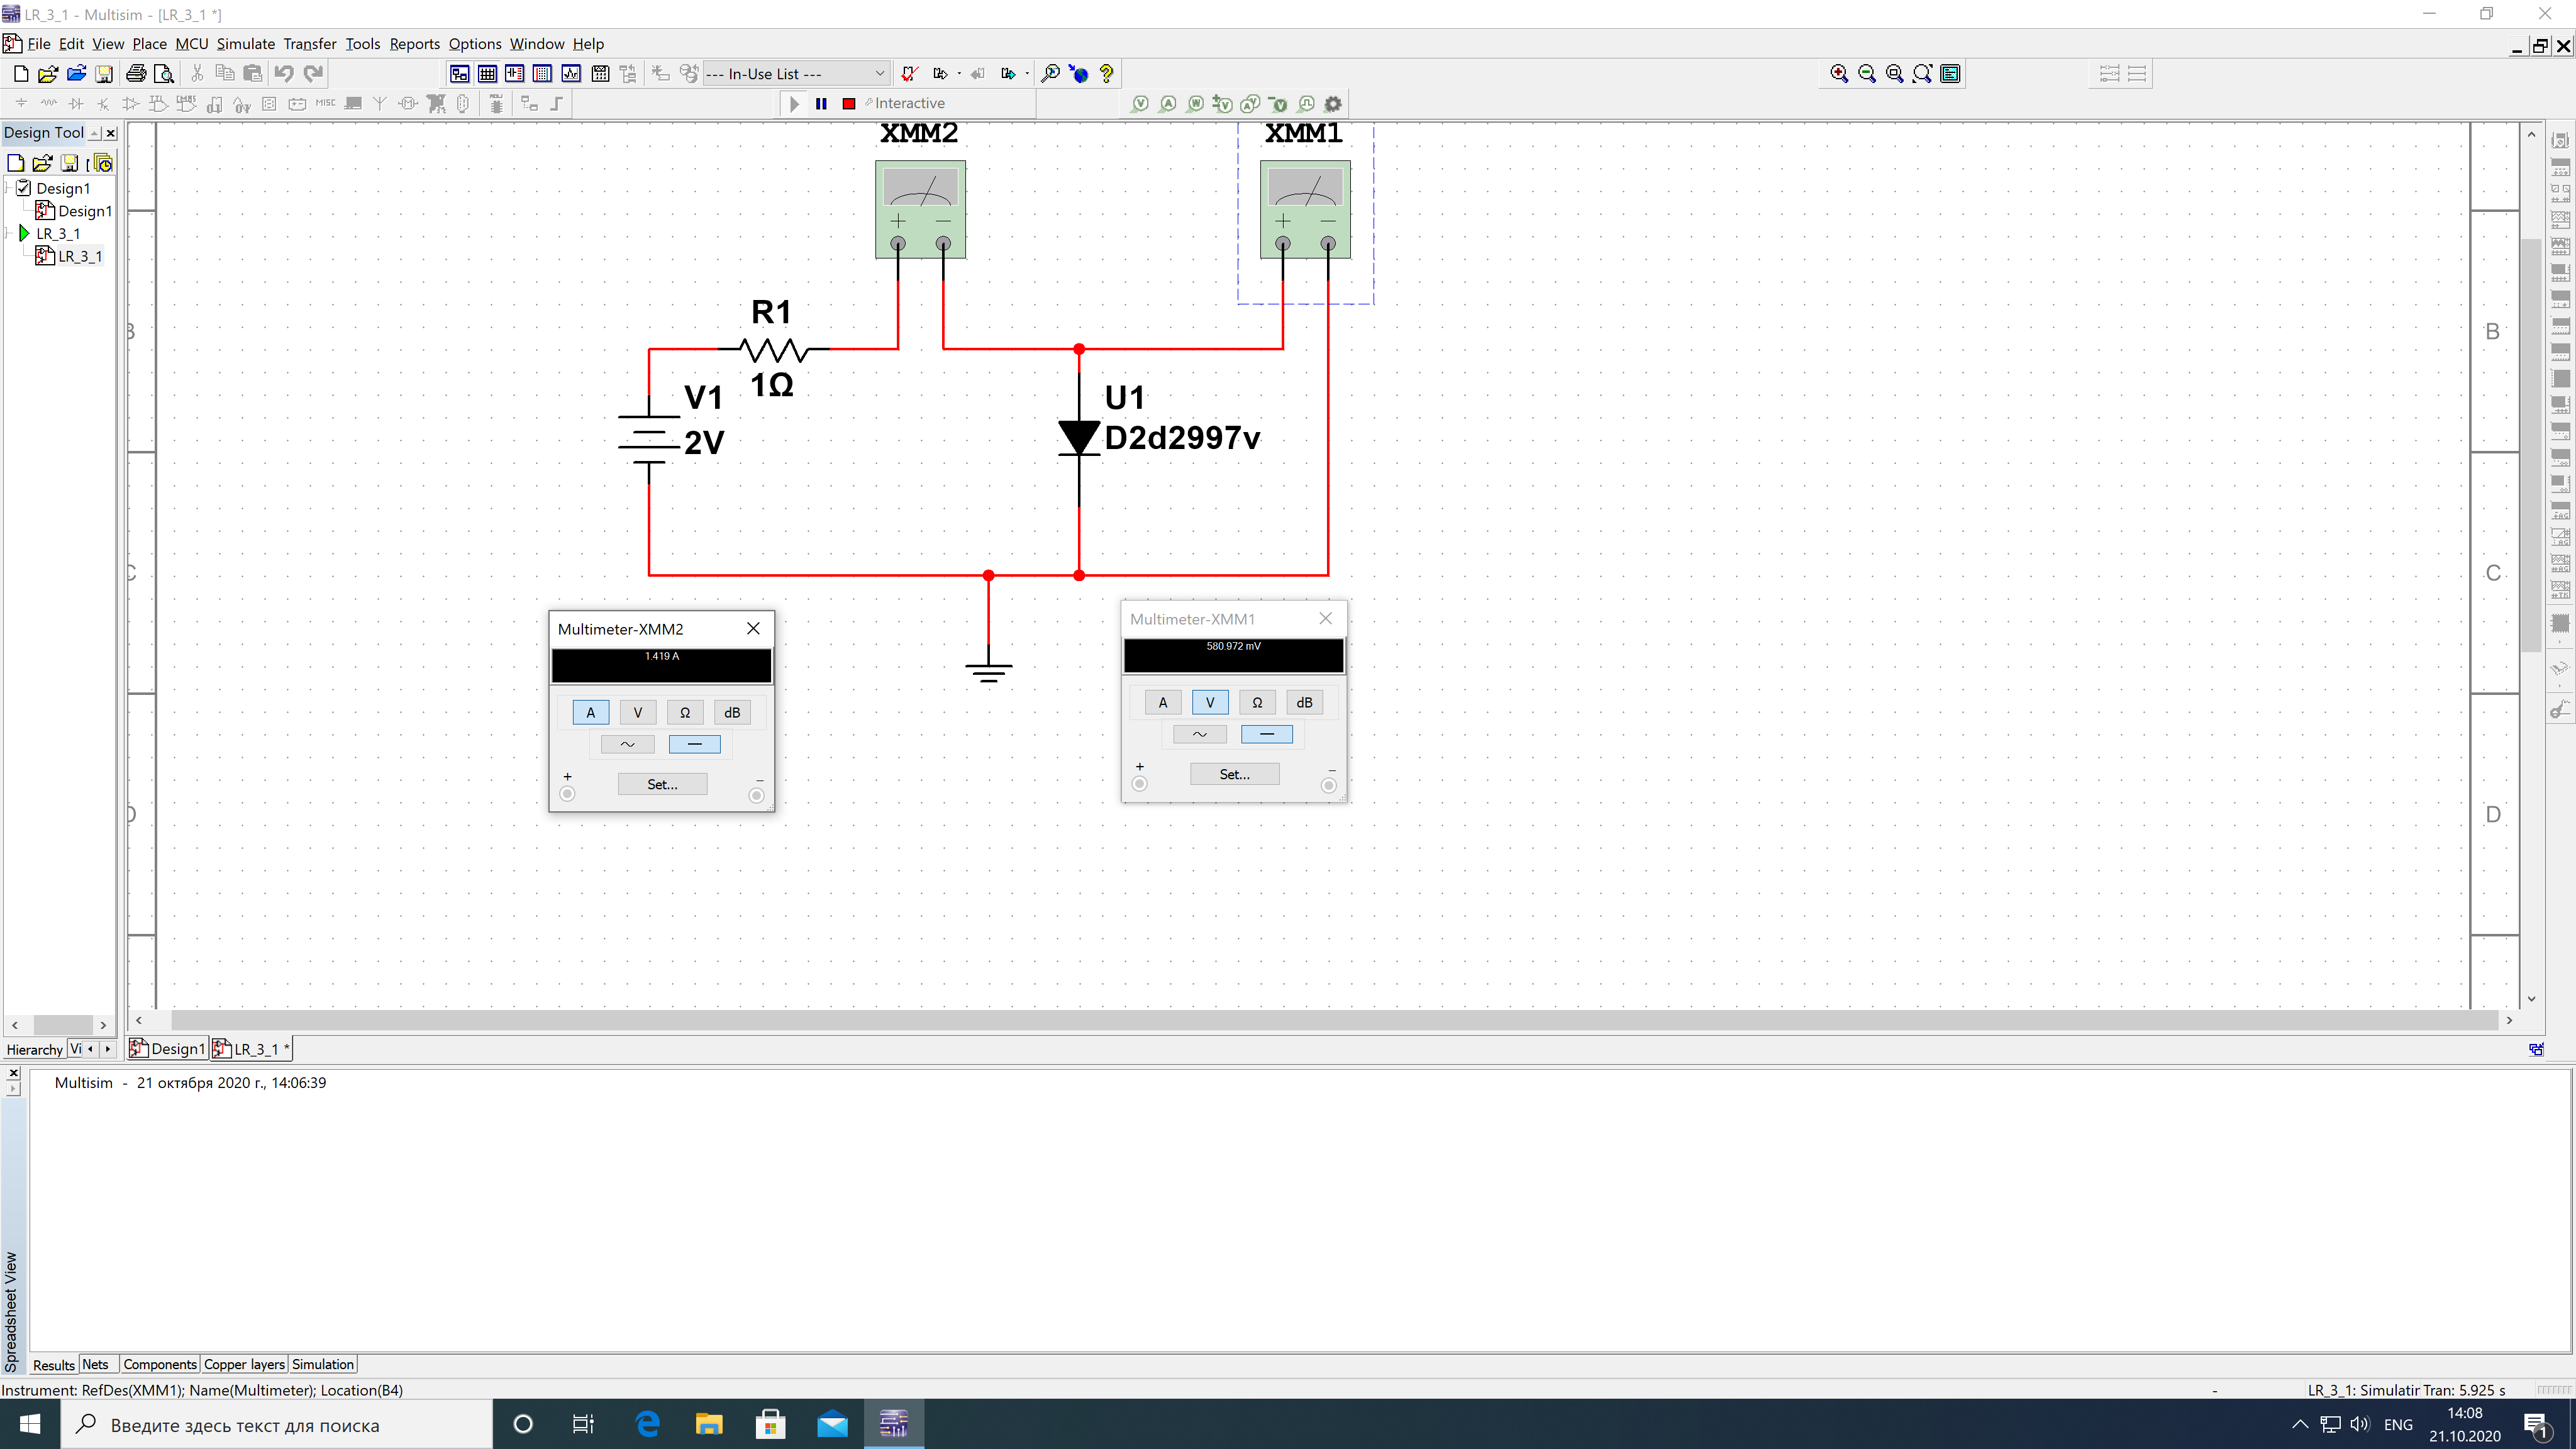 LR_3_1 - Multisim - [LR_3_1 *]
File Edit View Place MCU Simulate Transfer Tools Reports Options Window Help
--- In-Use List ---
MISC Interactive
Design Tool
Design1
Design1
LR_3_1
LR_3_1
XMM2
XMM1
R1
1Ω
V1
2V
U1
D2d2997v
B
B
C
C
D
D
Multimeter-XMM2
1.419 A
A V Ω dB
Set...
+ −
Multimeter-XMM1
580.972 mV
A V Ω dB
Set...
+ −
Hierarchy Vi
Design1 LR_3_1 *
Multisim - 21 октября 2020 г., 14:06:39
Spreadsheet View
Results Nets Components Copper layers Simulation
Instrument: RefDes(XMM1); Name(Multimeter); Location(B4)
- LR_3_1: Simulatir Tran: 5.925 s
Введите здесь текст для поиска
ENG
14:08
21.10.2020
1